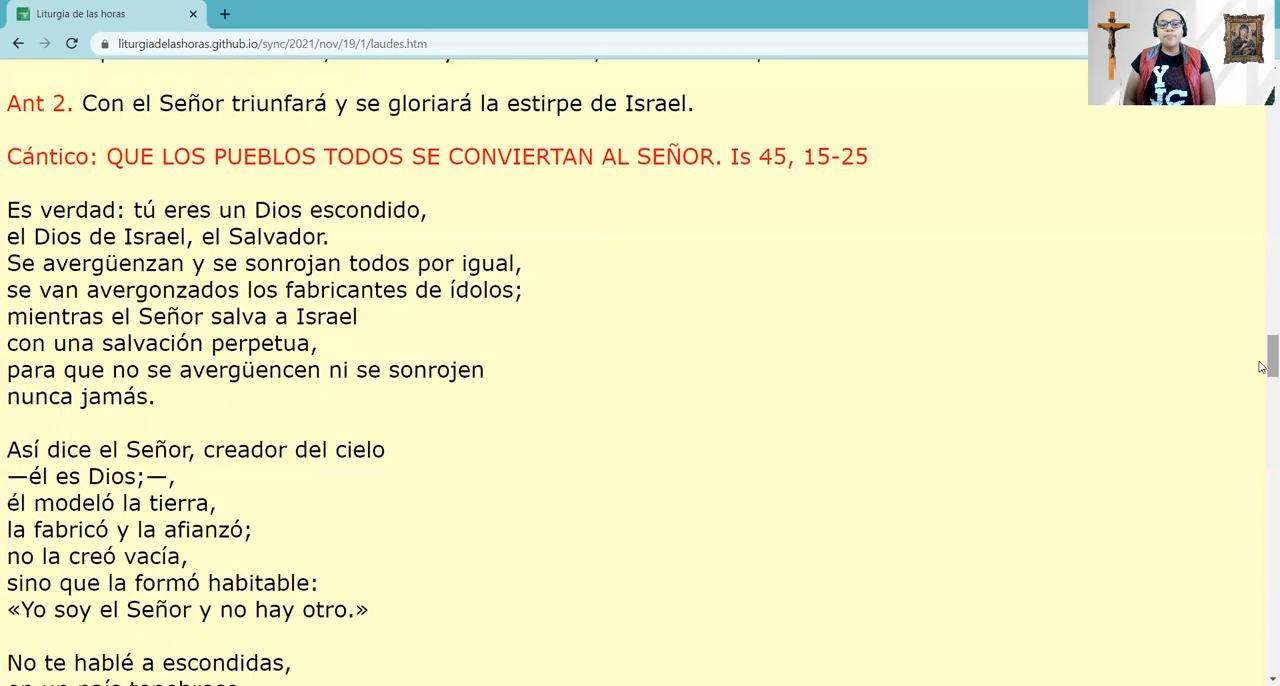 Liturgia de las horas
liturgiadelashoras.github.io/sync/2021/nov/19/1/laudes.htm
Ant 2. Con el Señor triunfará y se gloriará la estirpe de Israel.
Cántico: QUE LOS PUEBLOS TODOS SE CONVIERTAN AL SEÑOR. Is 45, 15-25
Es verdad: tú eres un Dios escondido,
el Dios de Israel, el Salvador.
Se avergüenzan y se sonrojan todos por igual,
se van avergonzados los fabricantes de ídolos;
mientras el Señor salva a Israel
con una salvación perpetua,
para que no se avergüencen ni se sonrojen
nunca jamás.
Así dice el Señor, creador del cielo
—él es Dios;—,
él modeló la tierra,
la fabricó y la afianzó;
no la creó vacía,
sino que la formó habitable:
«Yo soy el Señor y no hay otro.»
No te hablé a escondidas,
en un país tenebroso